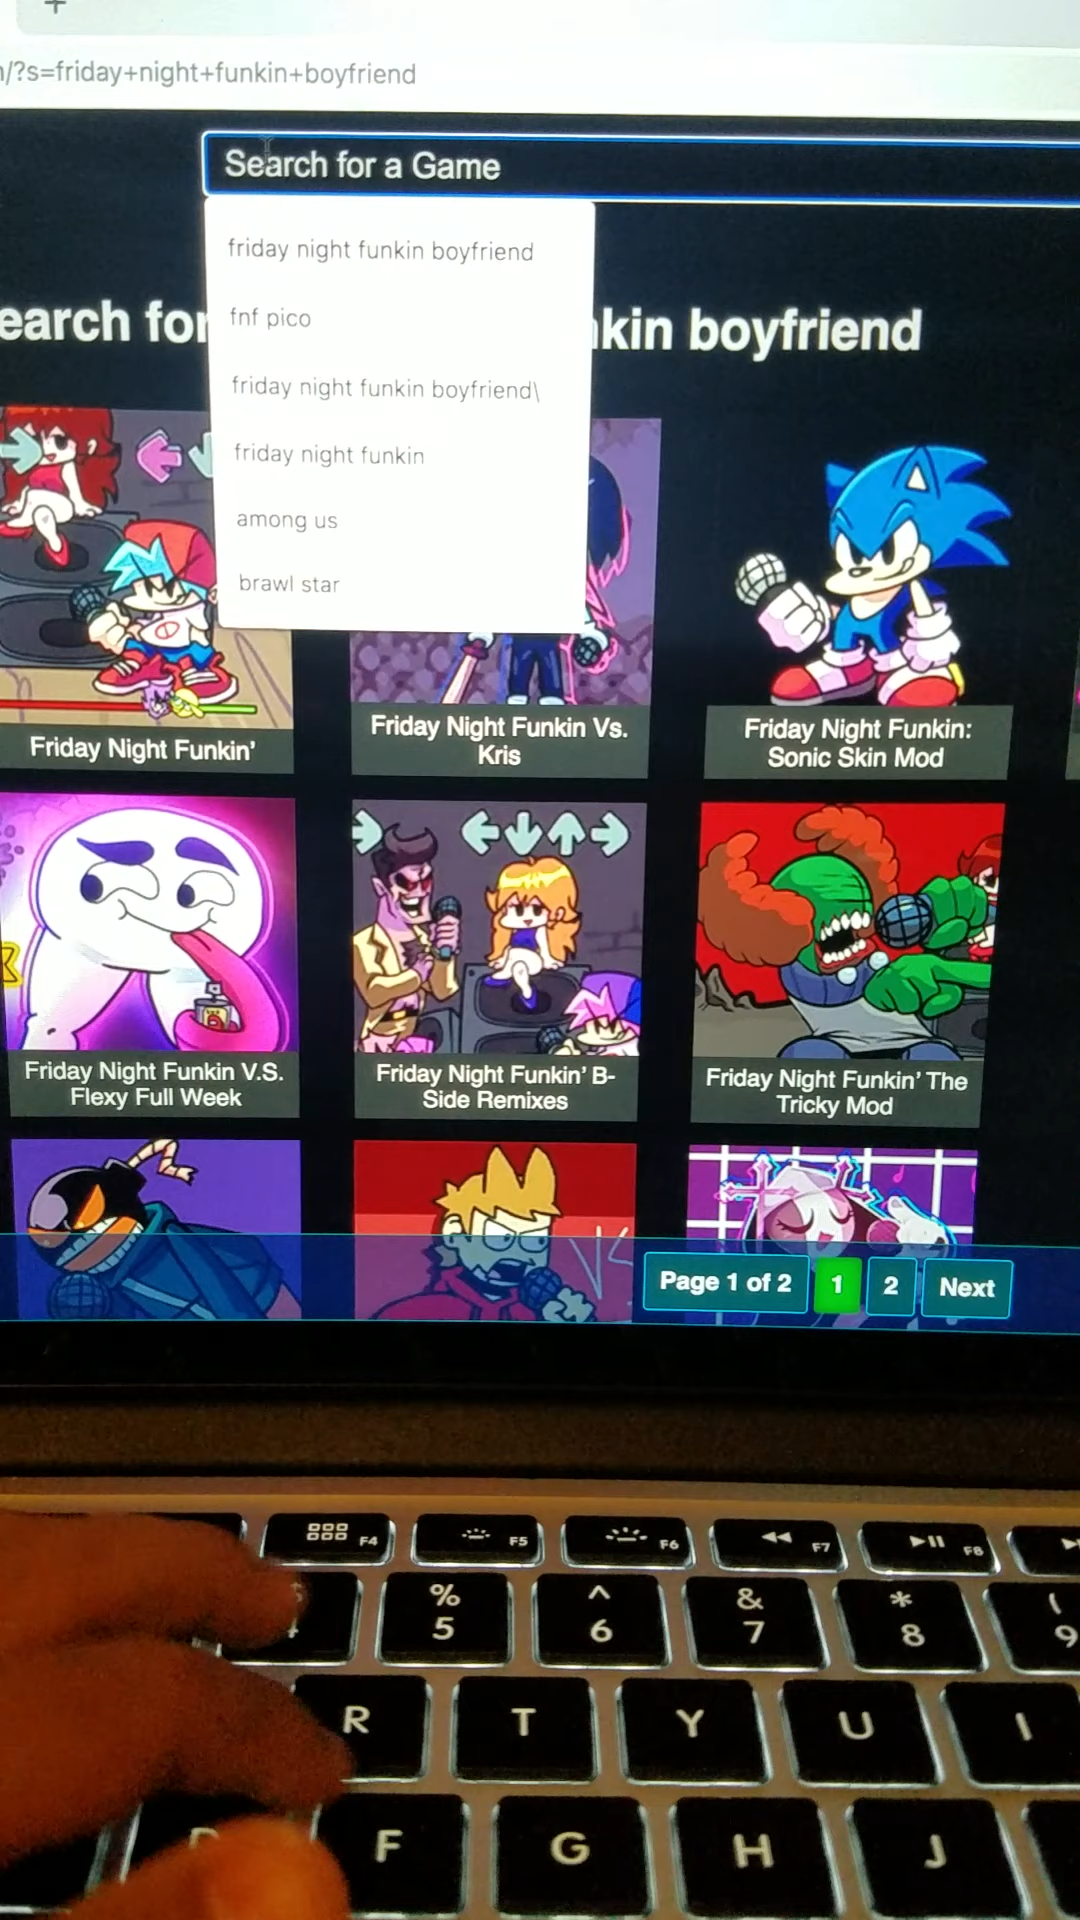 /?s=friday+night+funkin+boyfriend
Search for a Game
friday night funkin boyfriend
fnf pico
friday night funkin boyfriend\
friday night funkin
among us
brawl star
earch for
kin boyfriend
Friday Night Funkin'
Friday Night Funkin Vs.
Kris
Friday Night Funkin:
Sonic Skin Mod
Friday Night Funkin V.S.
Flexy Full Week
Friday Night Funkin' B-
Side Remixes
Friday Night Funkin' The
Tricky Mod
VS
Page 1 of 2
1
2
Next
F4
F5
F6
F7
F8
%
5
^
6
&
7
*
8
(
9
R
T
Y
U
I
F
G
H
J